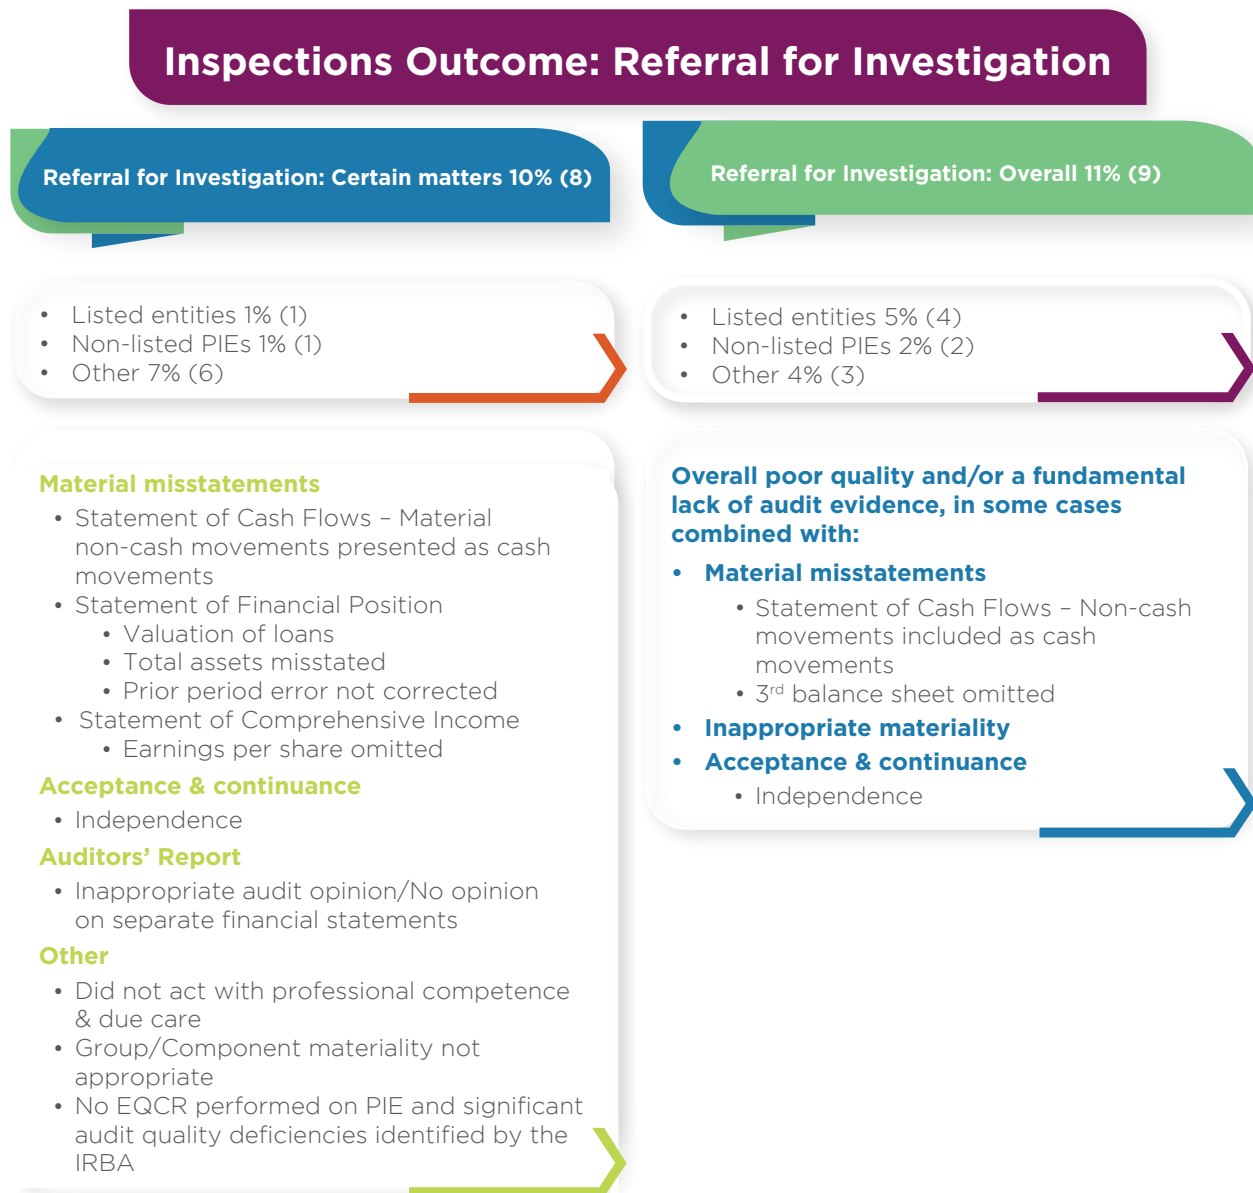 Inspections Outcome: Referral for Investigation
Referral for Investigation: Certain matters 10% (8)
• Listed entities 1% (1)
• Non-listed PIEs 1% (1)
• Other 7% (6)
Material misstatements
• Statement of Cash Flows – Material
non-cash movements presented as cash
movements
• Statement of Financial Position
• Valuation of loans
• Total assets misstated
• Prior period error not corrected
• Statement of Comprehensive Income
• Earnings per share omitted
Acceptance & continuance
• Independence
Auditors’ Report
• Inappropriate audit opinion/No opinion
on separate financial statements
Other
• Did not act with professional competence
& due care
• Group/Component materiality not
appropriate
• No EQCR performed on PIE and significant
audit quality deficiencies identified by the
IRBA
Referral for Investigation: Overall 11% (9)
• Listed entities 5% (4)
• Non-listed PIEs 2% (2)
• Other 4% (3)
Overall poor quality and/or a fundamental
lack of audit evidence, in some cases
combined with:
• Material misstatements
• Statement of Cash Flows – Non-cash
movements included as cash
movements
• 3rd balance sheet omitted
• Inappropriate materiality
• Acceptance & continuance
• Independence